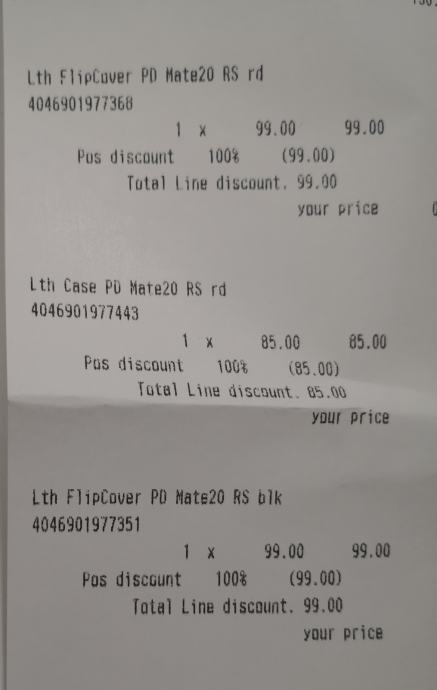 Lth FlipCover PD Mate20 RS rd
4046901977368
1 x 99.00 99.00
Pos discount 100% (99.00)
Total Line discount. 99.00
your price
Lth Case PD Mate20 RS rd
4046901977443
1 x 85.00 85.00
Pos discount 100% (85.00)
Total Line discount. 85.00
your price
Lth FlipCover PD Mate20 RS blk
4046901977351
1 x 99.00 99.00
Pos discount 100% (99.00)
Total Line discount. 99.00
your price